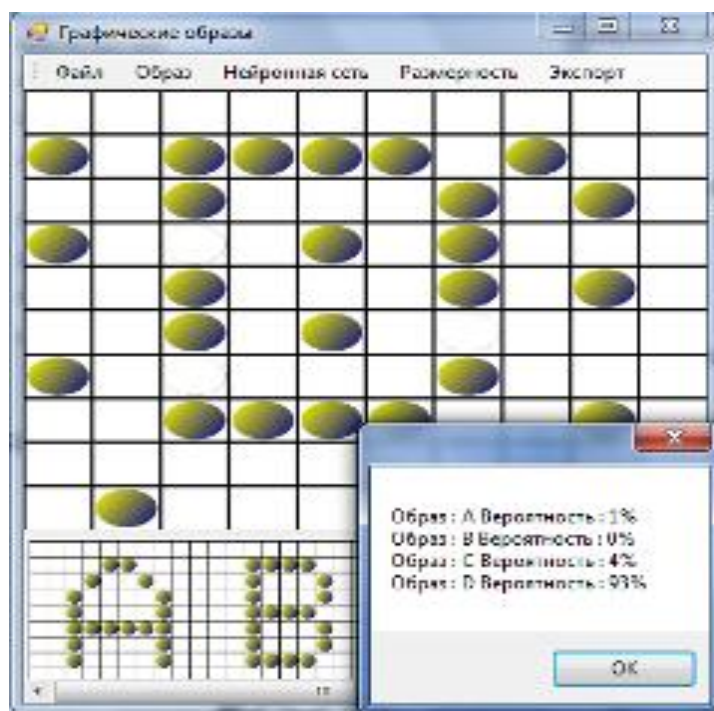 Графические образы
Файл Образ Нейронная сеть Размерность Экспорт
Образ : A Вероятность : 1%
Образ : B Вероятность : 0%
Образ : C Вероятность : 4%
Образ : D Вероятность : 93%
OK